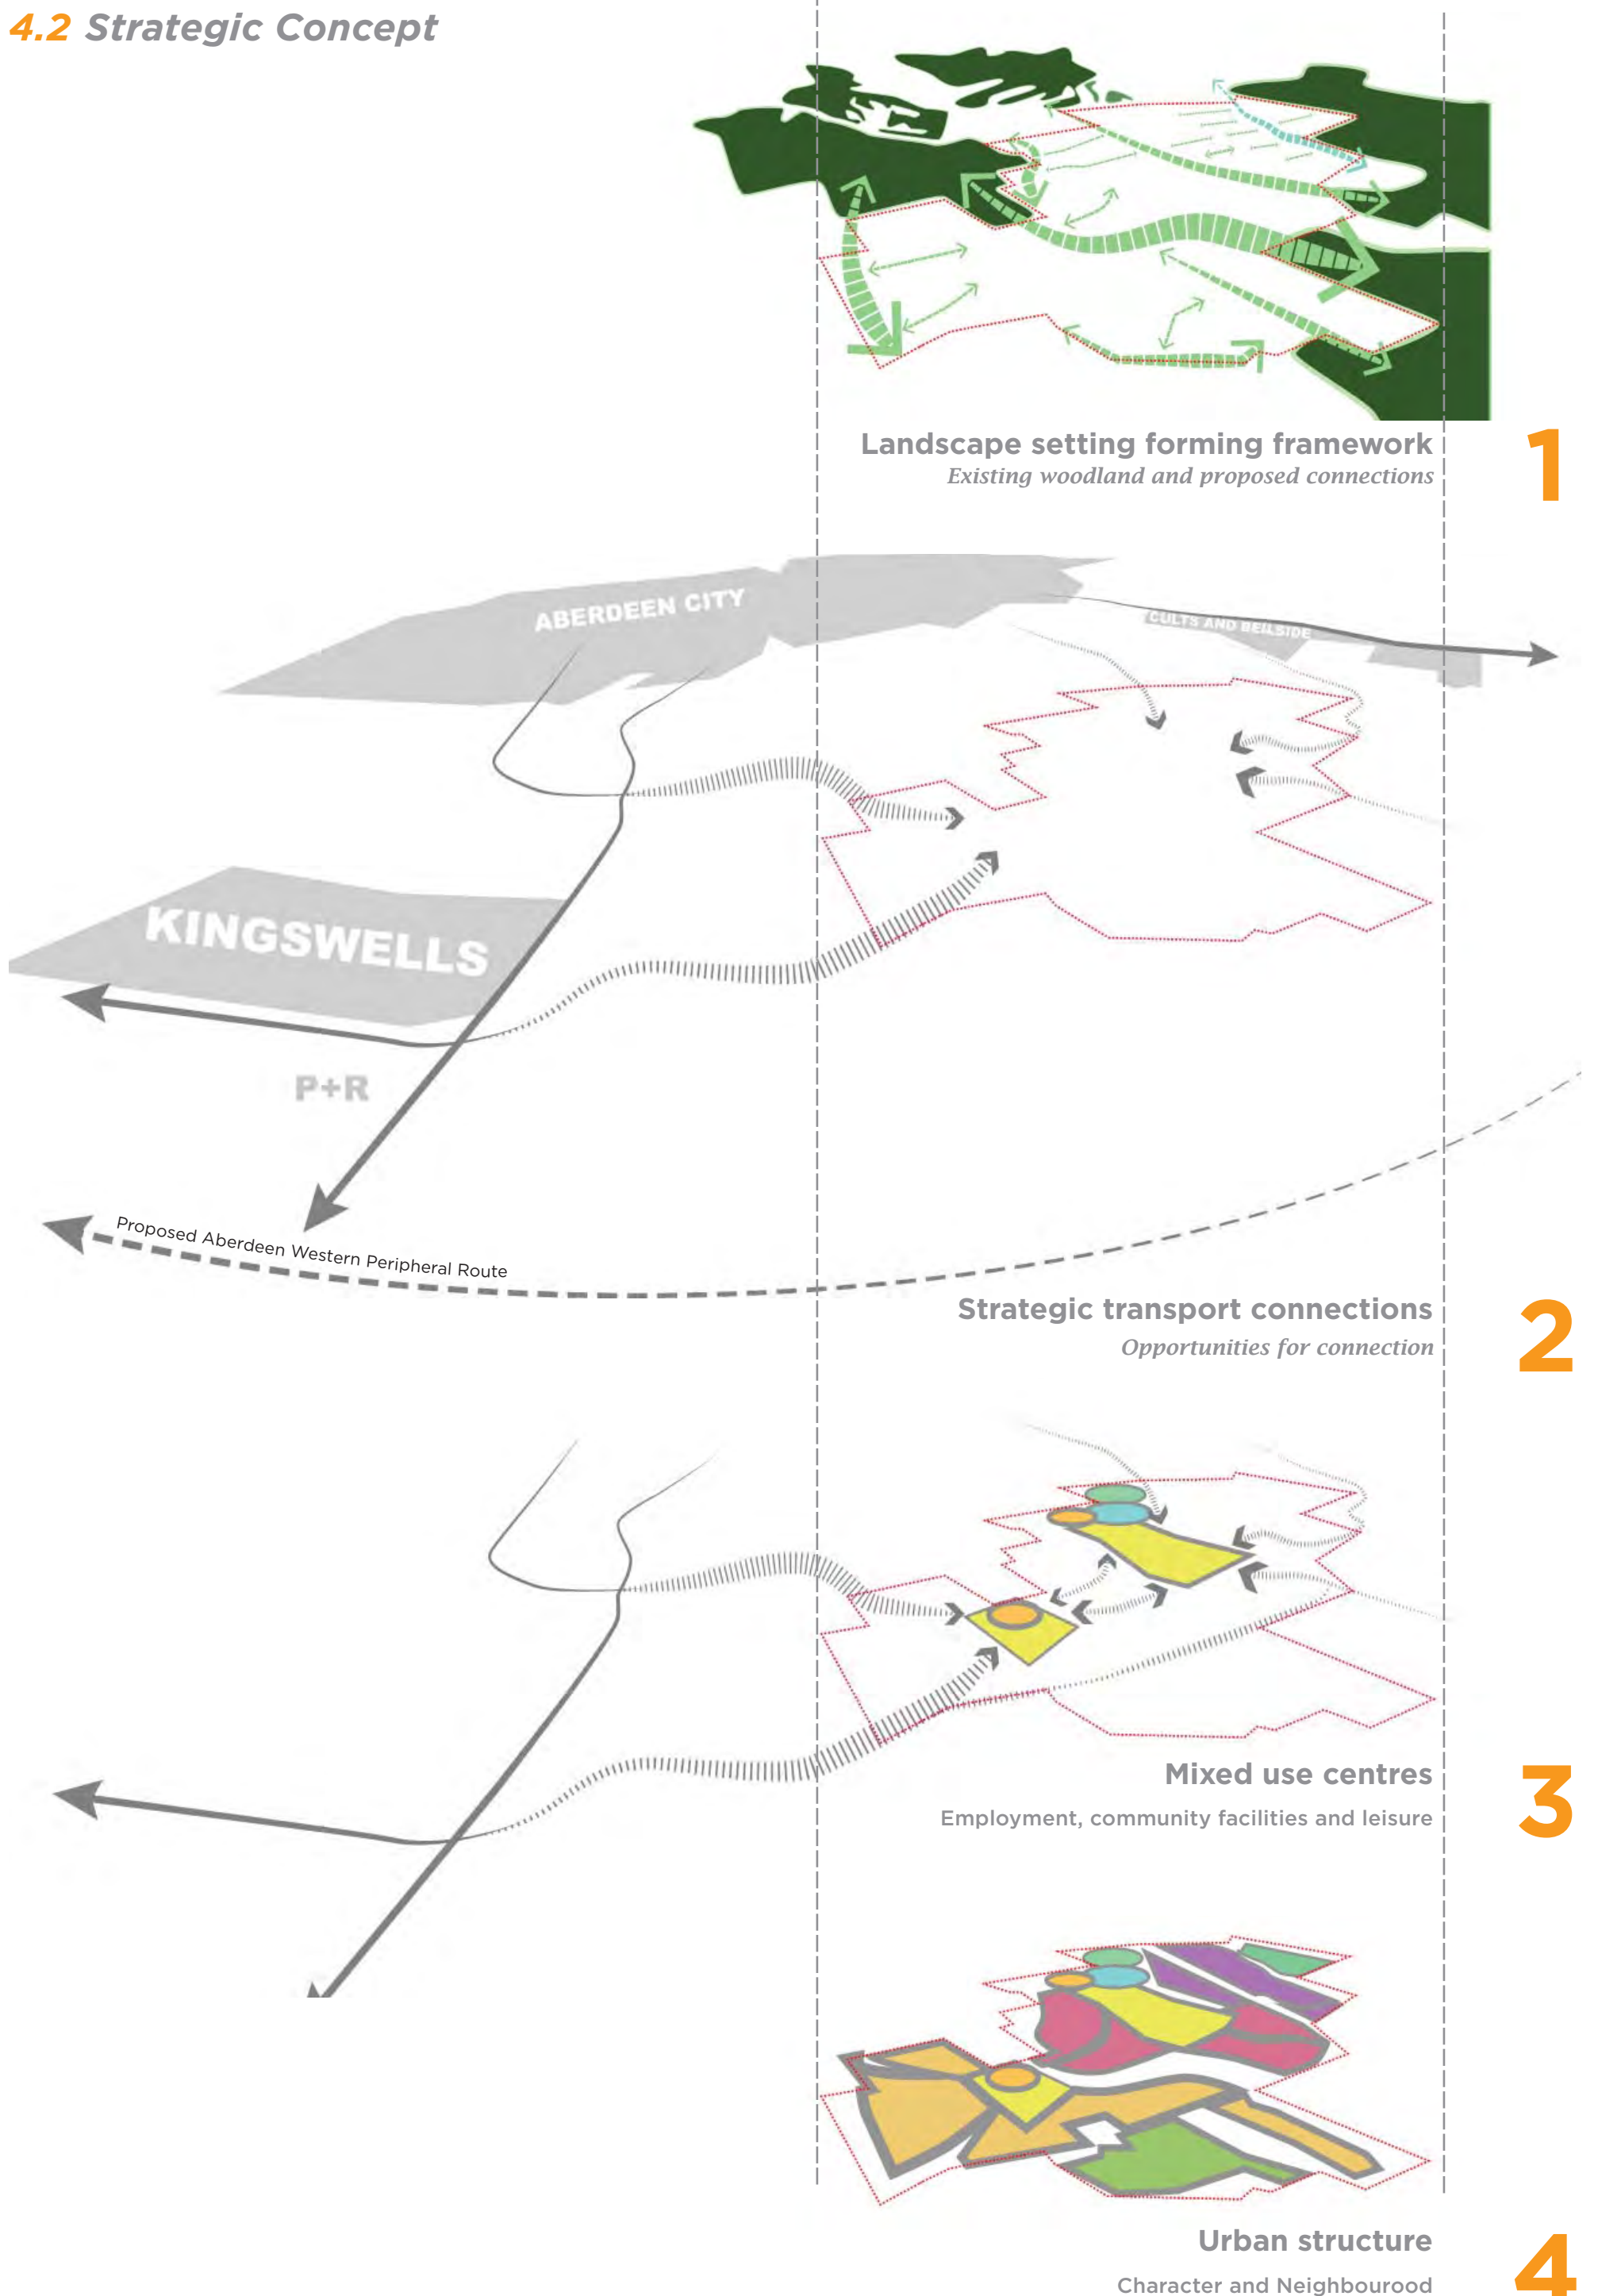 4.2 Strategic Concept
Landscape setting forming framework
Existing woodland and proposed connections
1
ABERDEEN CITY
CULTS AND BEILSIDE
KINGSWELLS
P+R
Proposed Aberdeen Western Peripheral Route
Strategic transport connections
Opportunities for connection
2
Mixed use centres
Employment, community facilities and leisure
3
Urban structure
Character and Neighbourood
4